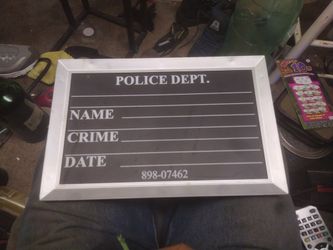 POLICE DEPT.
NAME
CRIME
DATE
898-07462